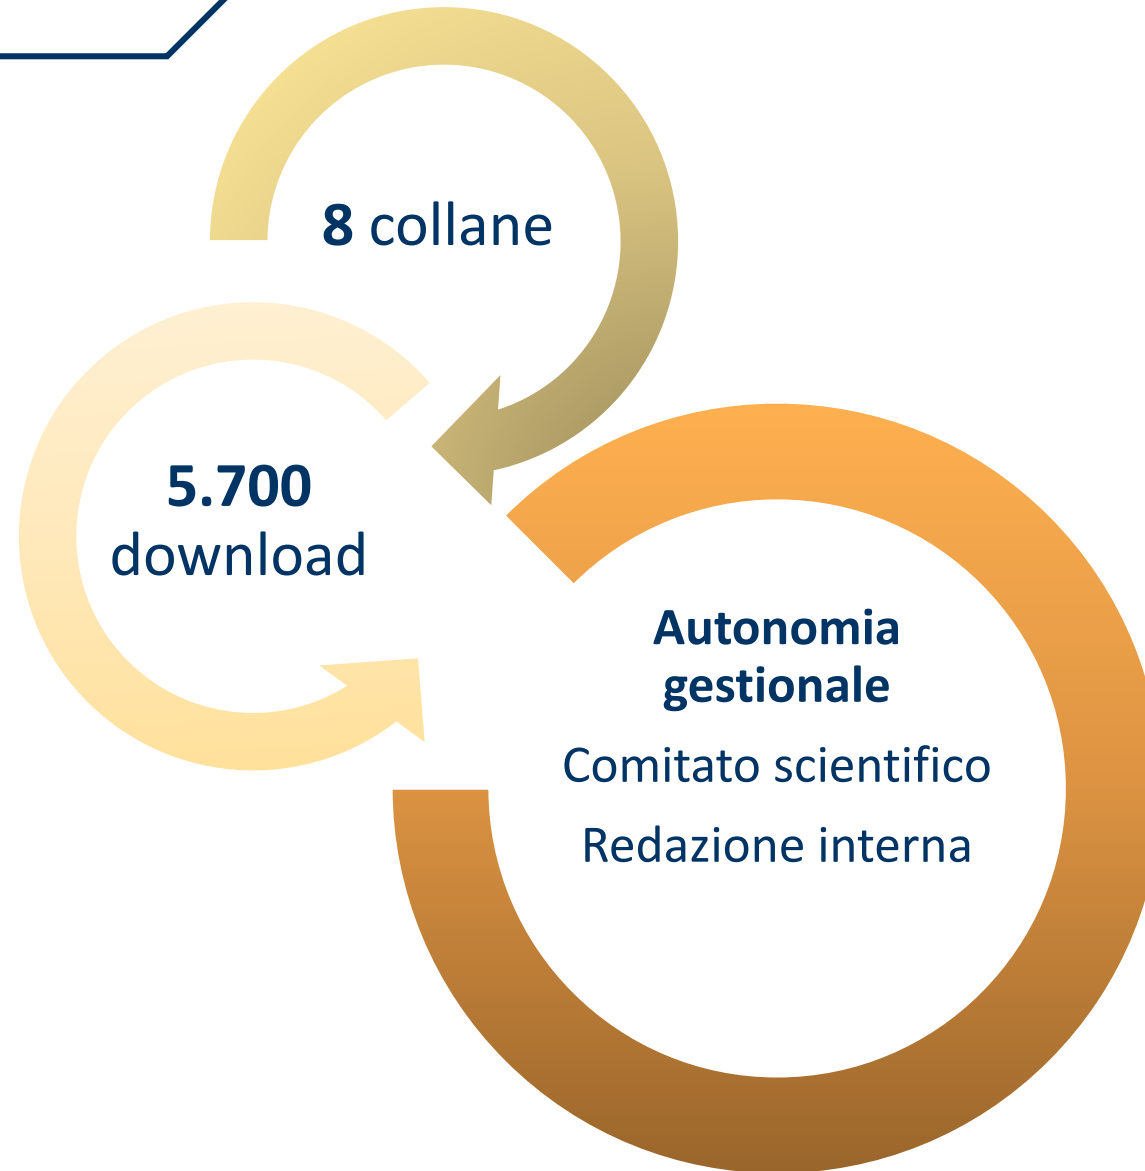 8 collane
5.700
download
Autonomia
gestionale
Comitato scientifico
Redazione interna